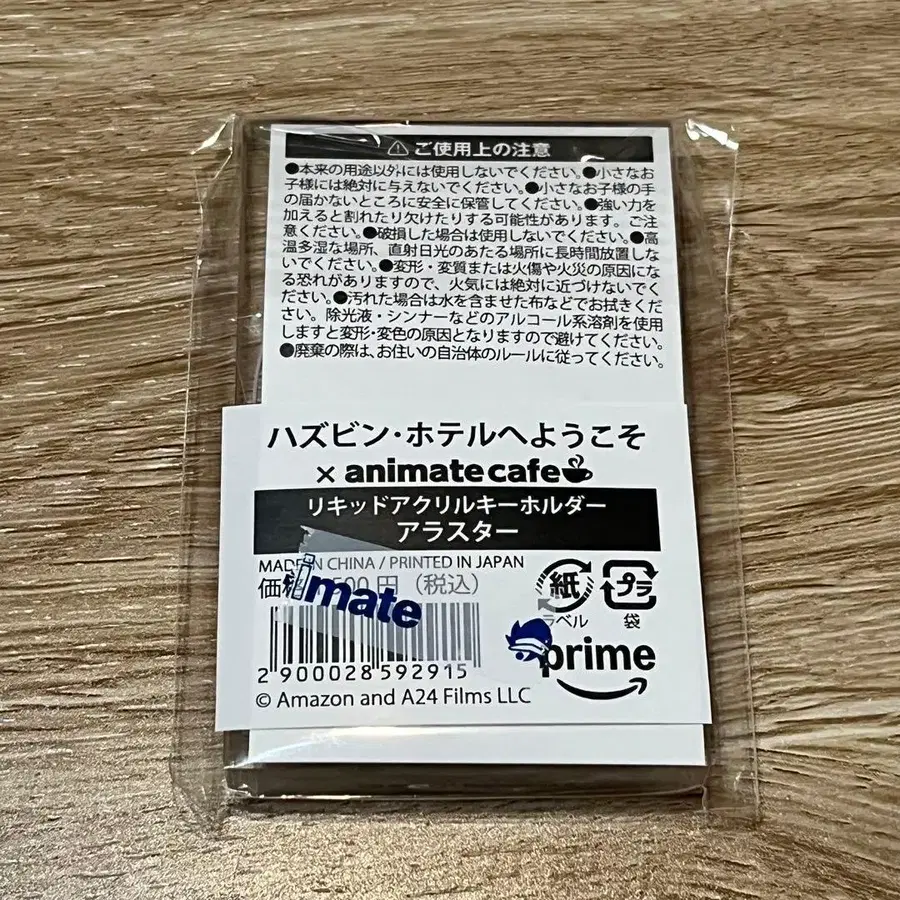 ⚠ ご使用上の注意
●本来の用途以外には使用しないでください。●小さなお
子様には絶対に与えないでください。●小さなお子様の手
の届かないところに安全に保管してください。●強い力を
加えると割れたり欠けたりする可能性があります。ご注
意ください。●破損した場合は使用しないでください。●高
温多湿な場所、直射日光のあたる場所に長時間放置しな
いでください。●変形・変質または火傷や火災の原因にな
る恐れがありますので、火気には絶対に近づけないでく
ださい。●汚れた場合は水を含ませた布などでお拭きくだ
さい。除光液・シンナーなどのアルコール系溶剤を使用
しますと変形・変色の原因となりますので避けてください。
●廃棄の際は、お住いの自治体のルールに従ってください。
ハズビン・ホテルへようこそ
× animate cafe
リキッドアクリルキーホルダー
アラスター
MADE IN CHINA / PRINTED IN JAPAN
500円（税込）
mate
紙
ラベル
プラ
袋
2 900028 592915
prime
© Amazon and A24 Films LLC